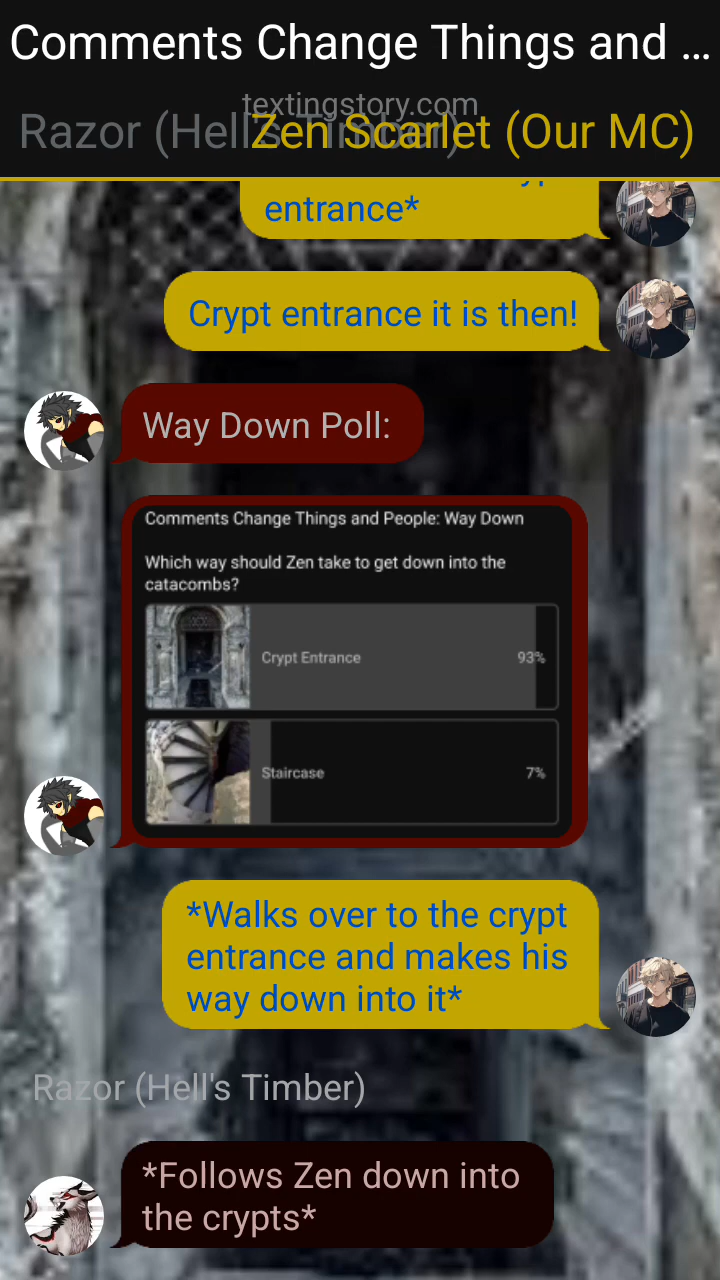 Comments Change Things and ...
textingstory.com
Razor (Hell's Timber)
Zen Scarlet (Our MC)
entrance*
Crypt entrance it is then!
Way Down Poll:
Comments Change Things and People: Way Down
Which way should Zen take to get down into the
catacombs?
Crypt Entrance 93%
Staircase 7%
*Walks over to the crypt
entrance and makes his
way down into it*
Razor (Hell's Timber)
*Follows Zen down into
the crypts*